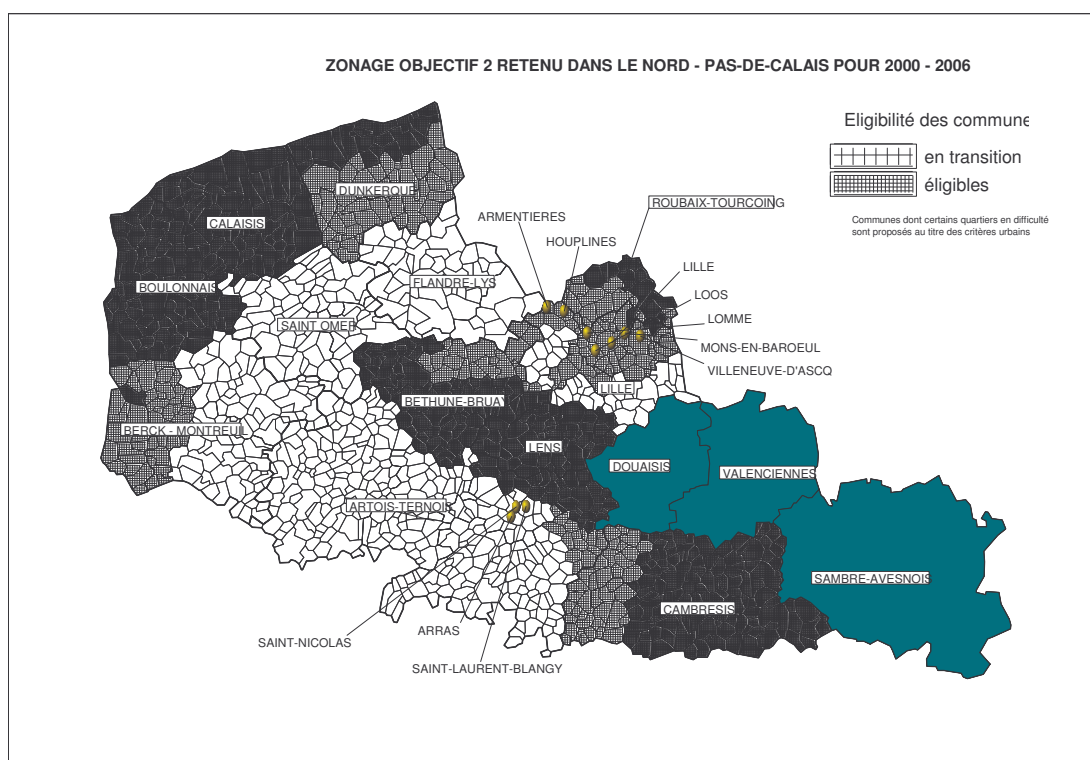 ZONAGE OBJECTIF 2 RETENU DANS LE NORD - PAS-DE-CALAIS POUR 2000 - 2006
Eligibilité des commune
en transition
éligibles
Communes dont certains quartiers en difficulté
sont proposés au titre des critères urbains
DUNKERQUE
ROUBAIX-TOURCOING
ARMENTIERES
CALAISIS
HOUPLINES
LILLE
FLANDRE-LYS
BOULONNAIS
LOOS
LOMME
SAINT OMER
MONS-EN-BAROEUL
VILLENEUVE-D'ASCQ
LILLE
BETHUNE-BRUAY
BERCK - MONTREUIL
LENS
DOUAISIS
VALENCIENNES
ARTOIS-TERNOIS
SAMBRE-AVESNOIS
CAMBRESIS
ARRAS
SAINT-NICOLAS
SAINT-LAURENT-BLANGY